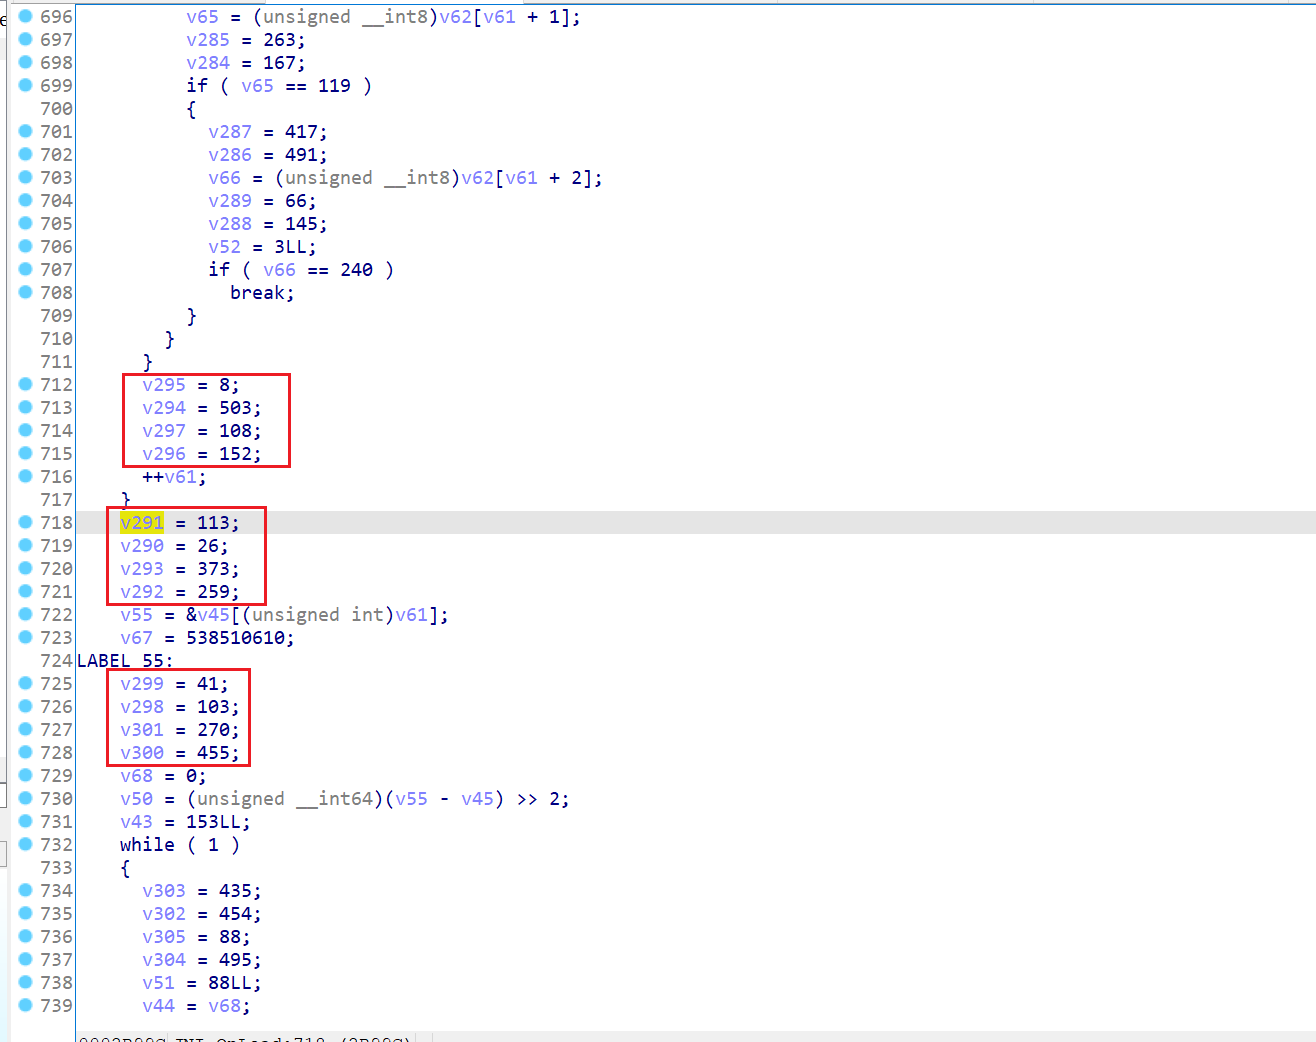 696 v65 = (unsigned __int8)v62[v61 + 1];
697 v285 = 263;
698 v284 = 167;
699 if ( v65 == 119 )
700 {
701 v287 = 417;
702 v286 = 491;
703 v66 = (unsigned __int8)v62[v61 + 2];
704 v289 = 66;
705 v288 = 145;
706 v52 = 3LL;
707 if ( v66 == 240 )
708 break;
709 }
710 }
711 }
712 v295 = 8;
713 v294 = 503;
714 v297 = 108;
715 v296 = 152;
716 ++v61;
717 }
718 v291 = 113;
719 v290 = 26;
720 v293 = 373;
721 v292 = 259;
722 v55 = &v45[(unsigned int)v61];
723 v67 = 538510610;
724 LABEL_55:
725 v299 = 41;
726 v298 = 103;
727 v301 = 270;
728 v300 = 455;
729 v68 = 0;
730 v50 = (unsigned __int64)(v55 - v45) >> 2;
731 v43 = 153LL;
732 while ( 1 )
733 {
734 v303 = 435;
735 v302 = 454;
736 v305 = 88;
737 v304 = 495;
738 v51 = 88LL;
739 v44 = v68;